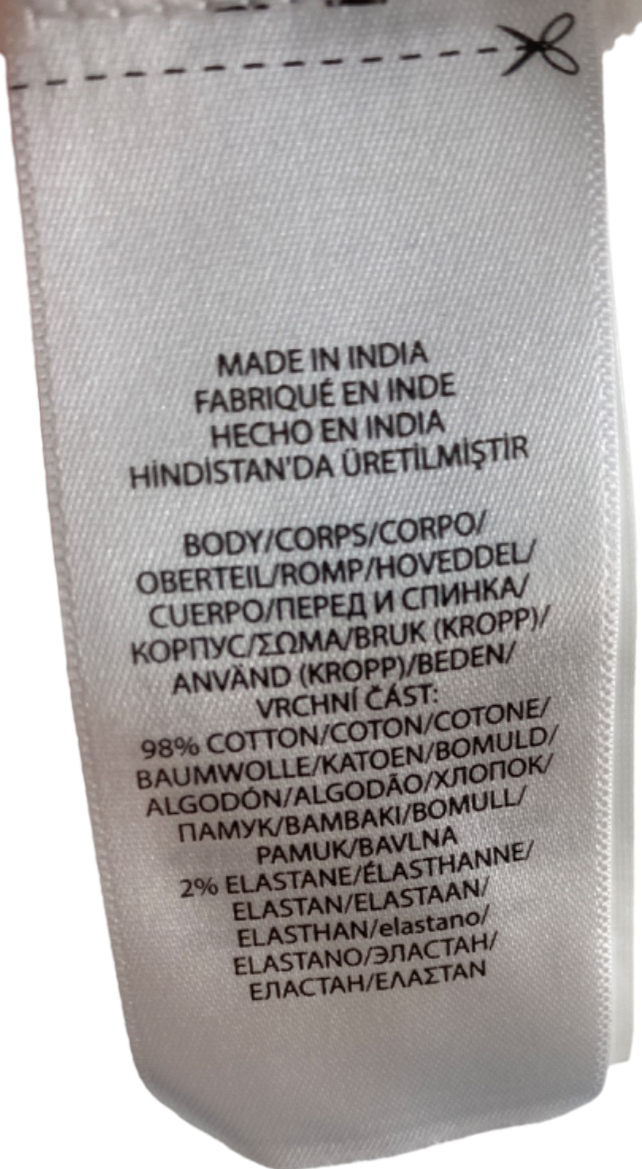 MADE IN INDIA
FABRIQUÉ EN INDE
HECHO EN INDIA
HİNDİSTAN'DA ÜRETİLMİŞTİR
BODY/CORPS/CORPO/
OBERTEIL/ROMP/HOVEDDEL/
CUERPO/ПЕРЕД И СПИНКА/
КОРПУС/ΣΩΜΑ/BRUK (KROPP)/
ANVÄND (KROPP)/BEDEN/
VRCHNÍ ČÁST:
98% COTTON/COTON/COTONE/
BAUMWOLLE/KATOEN/BOMULD/
ALGODÓN/ALGODÃO/ХЛОПОК/
ПАМУК/ΒΑΜΒΑΚΙ/BOMULL/
PAMUK/BAVLNA
2% ELASTANE/ÉLASTHANNE/
ELASTAN/ELASTAAN/
ELASTHAN/elastano/
ELASTANO/ЭЛАСТАН/
ЕЛАСТАН/ΕΛΑΣΤΑΝ